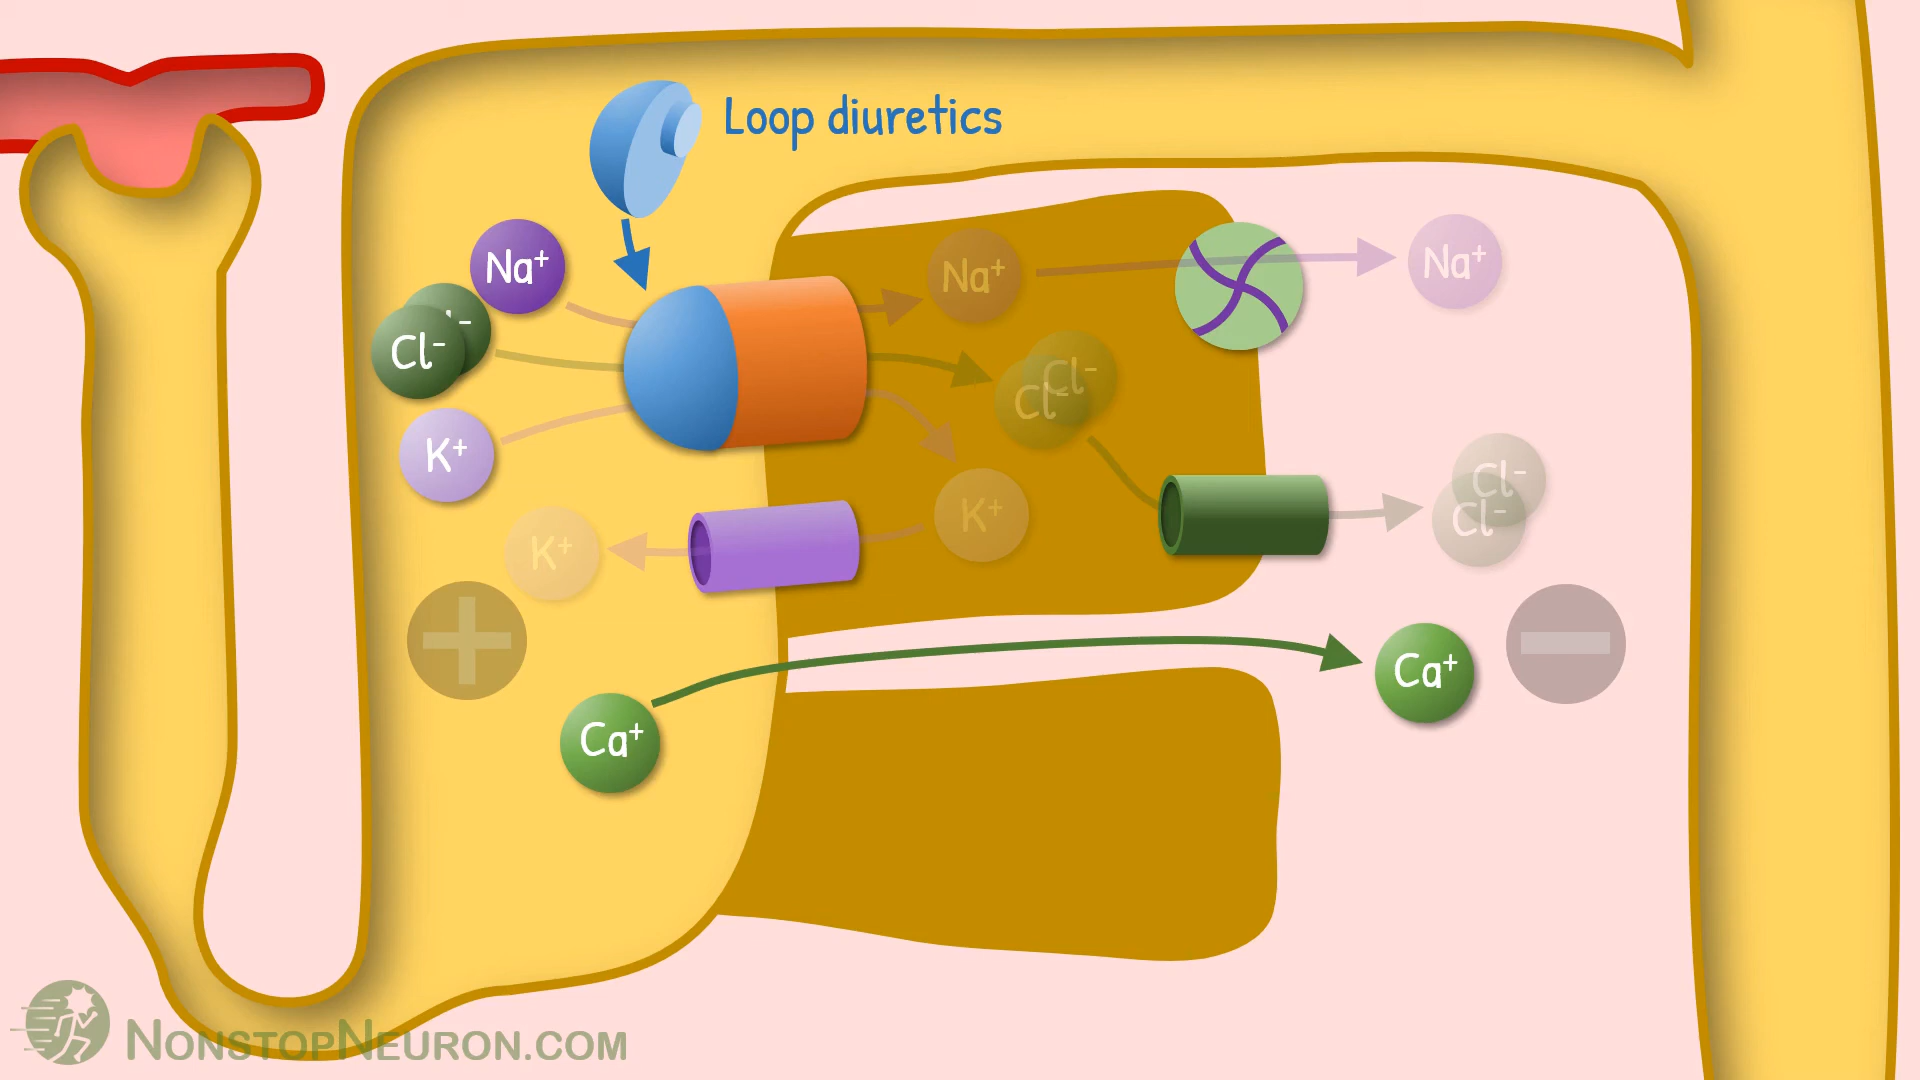 Loop diuretics
Na⁺
Na⁺
Na⁺
Cl⁻
Cl⁻
Cl⁻
Cl⁻
Cl⁻
K⁺
K⁺
K⁺
Ca⁺
Ca⁺
NONSTOPNEURON.COM